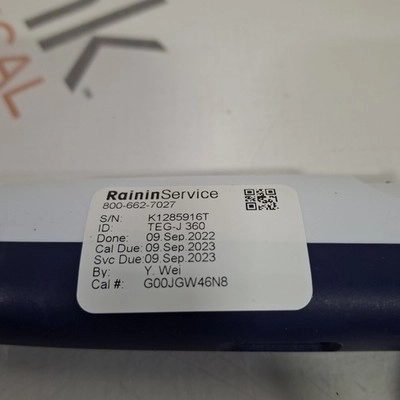 RaininService
800-662-7027
S/N: K1285916T
ID: TEG-J 360
Done: 09.Sep.2022
Cal Due: 09.Sep.2023
Svc Due: 09.Sep.2023
By: Y. Wei
Cal #: G00JGW46N8